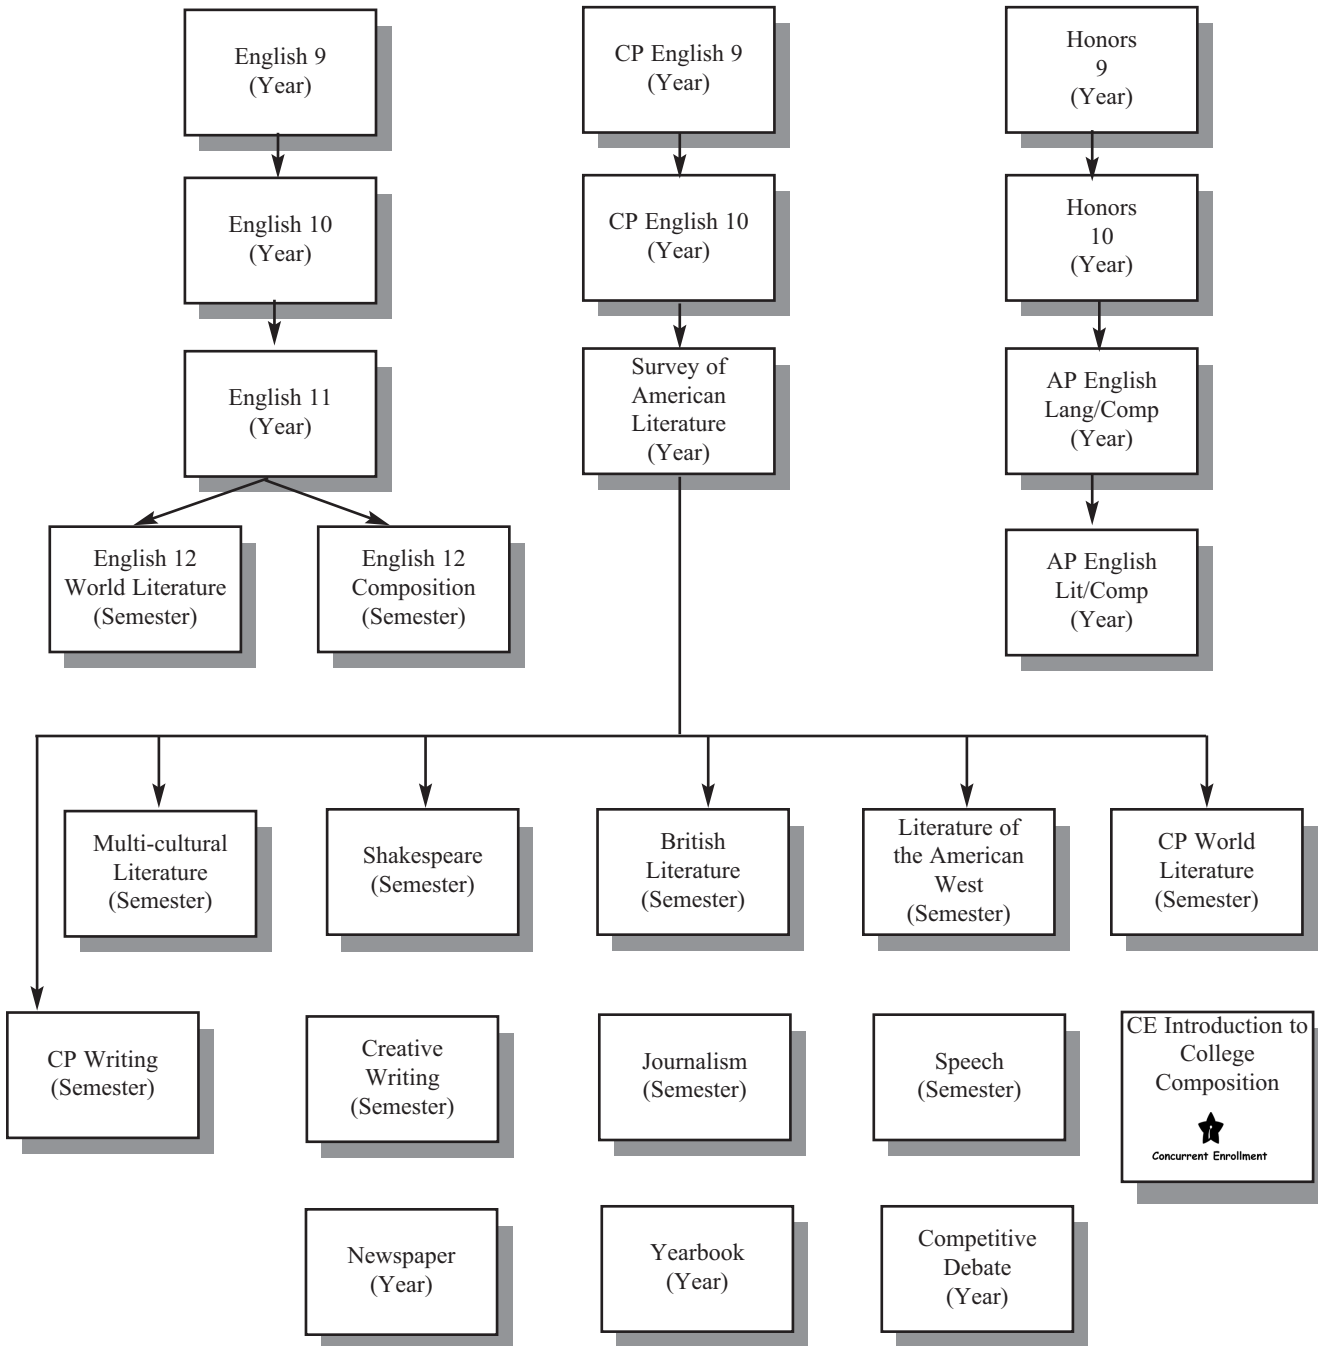 English 9
(Year)
CP English 9
(Year)
Honors
9
(Year)
English 10
(Year)
CP English 10
(Year)
Honors
10
(Year)
English 11
(Year)
Survey of
American
Literature
(Year)
AP English
Lang/Comp
(Year)
English 12
World Literature
(Semester)
English 12
Composition
(Semester)
AP English
Lit/Comp
(Year)
Multi-cultural
Literature
(Semester)
Shakespeare
(Semester)
British
Literature
(Semester)
Literature of
the American
West
(Semester)
CP World
Literature
(Semester)
CP Writing
(Semester)
Creative
Writing
(Semester)
Journalism
(Semester)
Speech
(Semester)
CE Introduction to
College
Composition
Concurrent Enrollment
Newspaper
(Year)
Yearbook
(Year)
Competitive
Debate
(Year)